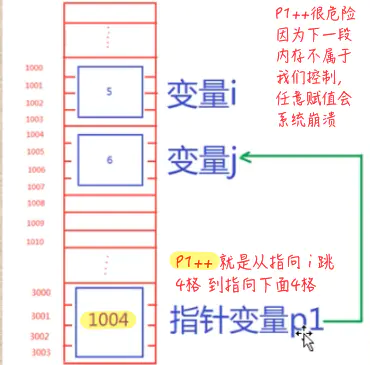 P1++很危险
因为下一段
内存不属于
我们控制,
任意赋值会
系统崩溃
1000
1001
1002
1003
5
变量i
1004
1005
1006
1007
6
变量j
1008
1009
1010
P1++ 就是从指向 i 跳
4格 到指向下面4格
3000
3001
3002
3003
1004
指针变量p1